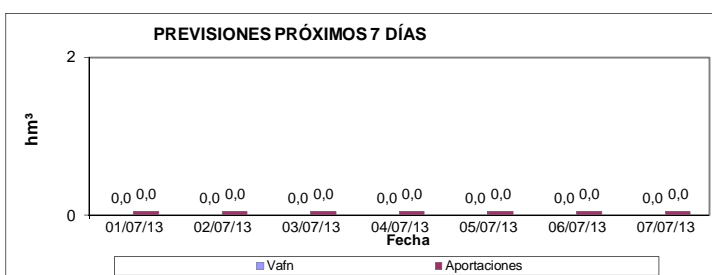 PREVISIONES PRÓXIMOS 7 DÍAS
2
hm³
0,0 0,0 0,0 0,0 0,0 0,0 0,0 0,0 0,0 0,0 0,0 0,0 0,0 0,0
0
01/07/13 02/07/13 03/07/13 04/07/13 05/07/13 06/07/13 07/07/13
Fecha
Vafn Aportaciones